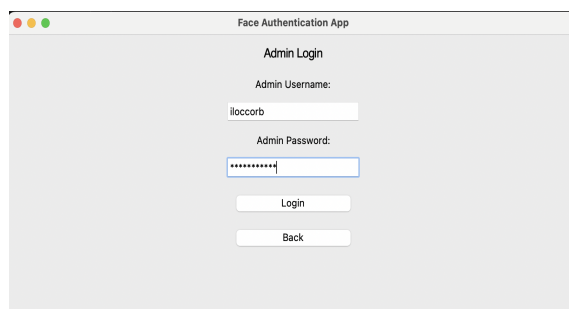 Face Authentication App
Admin Login
Admin Username:
iloccorb
Admin Password:
***********
Login
Back